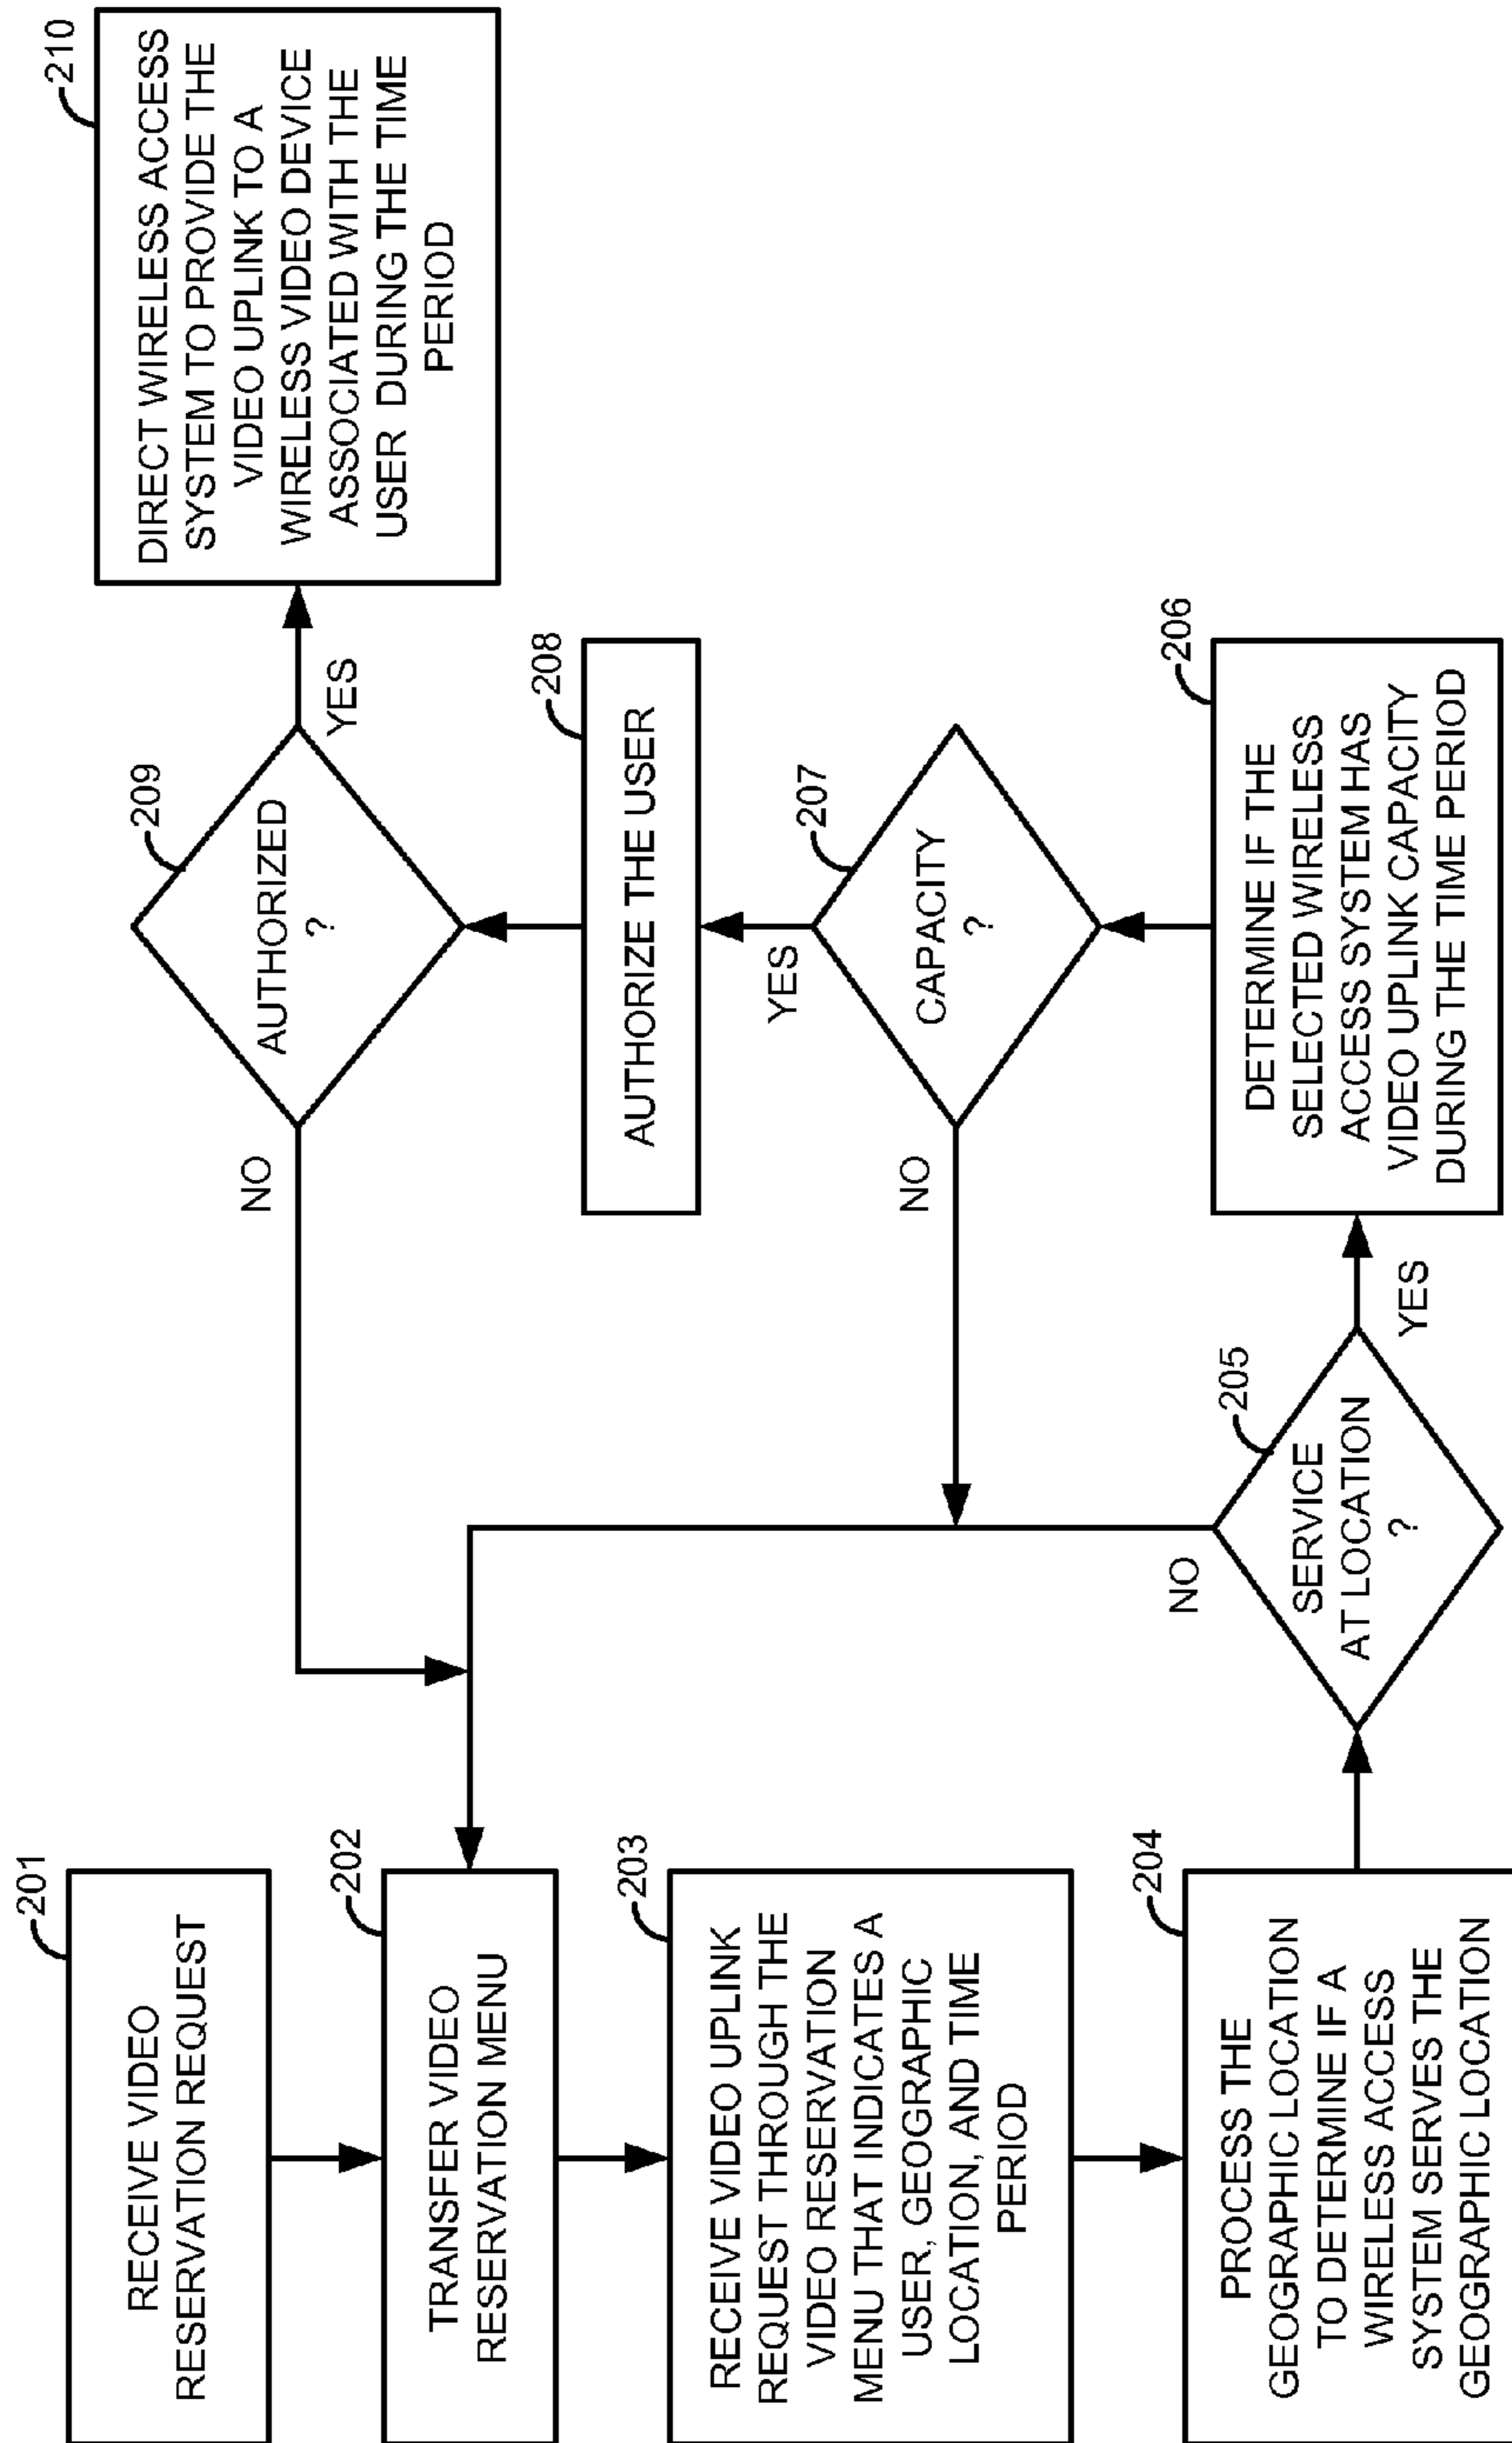 201
RECEIVE VIDEO
RESERVATION REQUEST
202
TRANSFER VIDEO
RESERVATION MENU
203
RECEIVE VIDEO UPLINK
REQUEST THROUGH THE
VIDEO RESERVATION
MENU THAT INDICATES A
USER, GEOGRAPHIC
LOCATION, AND TIME
PERIOD
204
PROCESS THE
GEOGRAPHIC LOCATION
TO DETERMINE IF A
WIRELESS ACCESS
SYSTEM SERVES THE
GEOGRAPHIC LOCATION
205
SERVICE
AT LOCATION
?
NO
YES
206
DETERMINE IF THE
SELECTED WIRELESS
ACCESS SYSTEM HAS
VIDEO UPLINK CAPACITY
DURING THE TIME PERIOD
207
CAPACITY
?
NO
YES
208
AUTHORIZE THE USER
209
AUTHORIZED
?
NO
YES
210
DIRECT WIRELESS ACCESS
SYSTEM TO PROVIDE THE
VIDEO UPLINK TO A
WIRELESS VIDEO DEVICE
ASSOCIATED WITH THE
USER DURING THE TIME
PERIOD